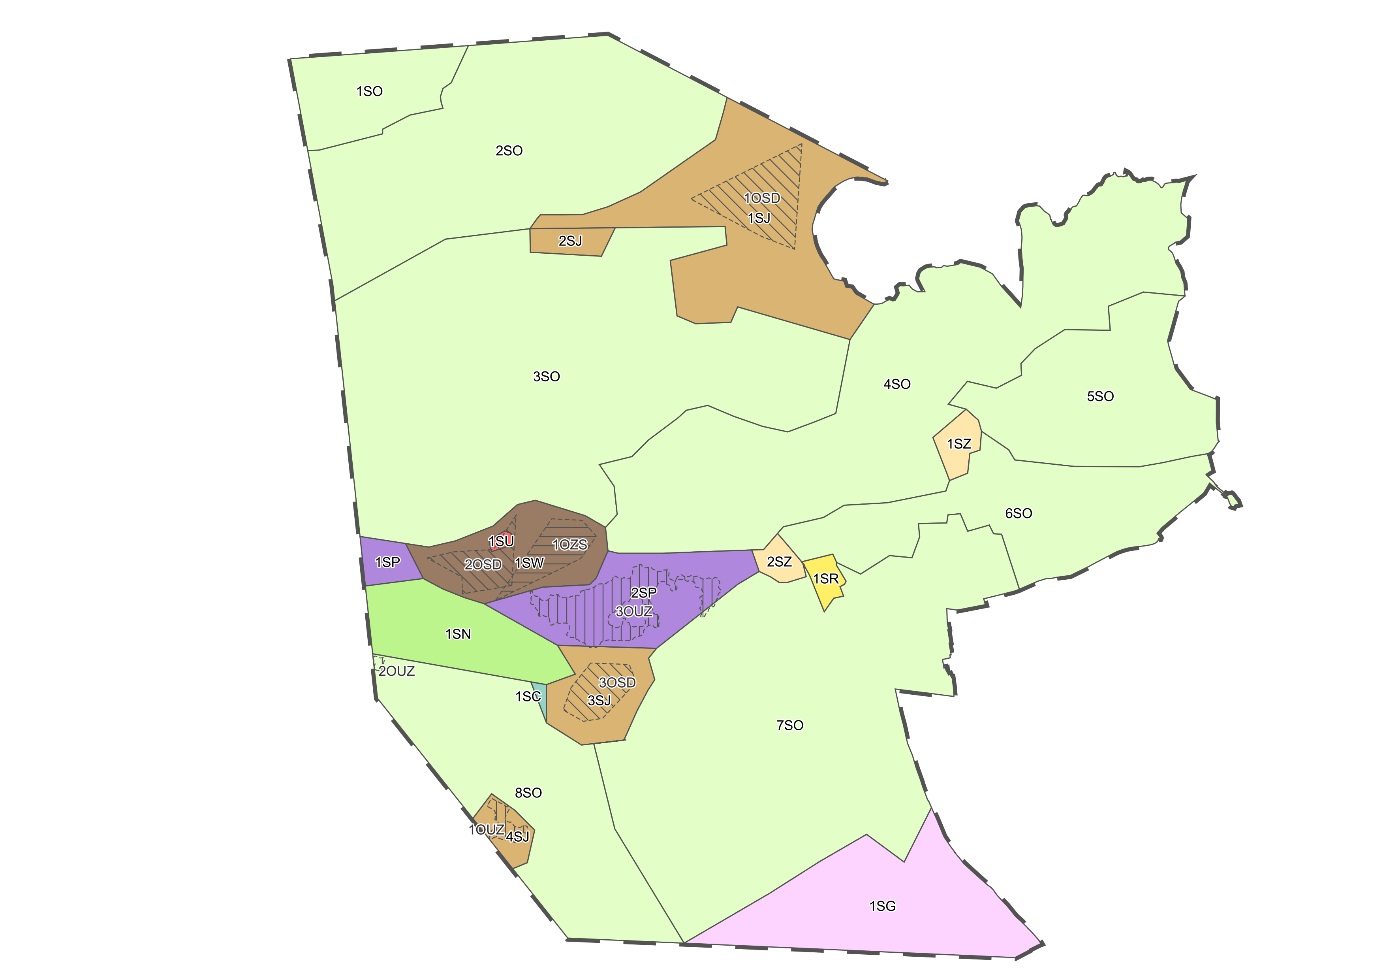 1SO
2SO
1OSD
1SJ
2SJ
3SO
4SO
5SO
1SZ
6SO
1SU
1OZS
1SP
2OSD
1SW
2SZ
1SR
2SP
3OUZ
1SN
2OUZ
3OSD
1SC
3SJ
7SO
8SO
1OUZ
4SJ
1SG